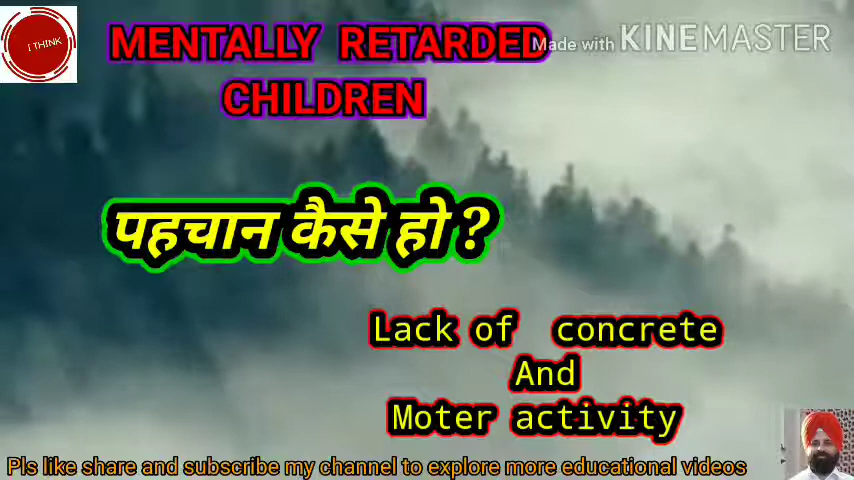 I THINK
MENTALLY RETARDED
Made with KINEMASTER
CHILDREN
पहचान कैसे हो ?
Lack of concrete
And
Moter activity
Pls like share and subscribe my channel to explore more educational videos